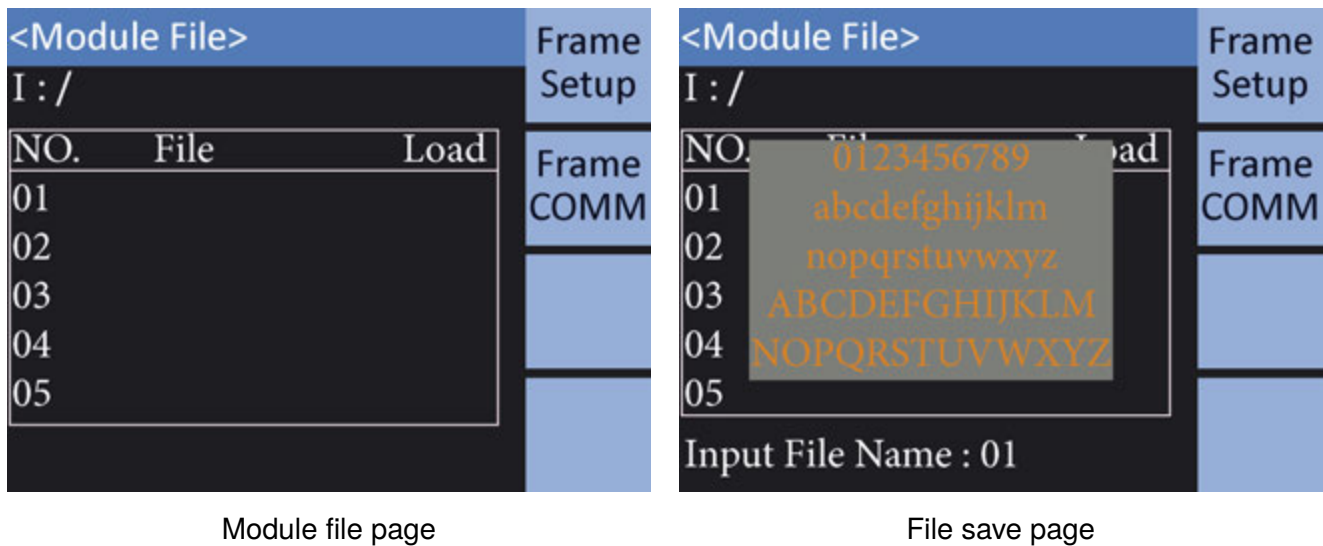 <Module File>
Frame
Setup
I : /
NO. File Load
Frame
COMM
01
02
03
04
05
Module file page
<Module File>
Frame
Setup
I : /
NO. File Load
Frame
COMM
0123456789
abcdefghijklm
nopqrstuvwxyz
ABCDEFGHIJKLM
NOPQRSTUVWXYZ
01
02
03
04
05
Input File Name : 01
File save page